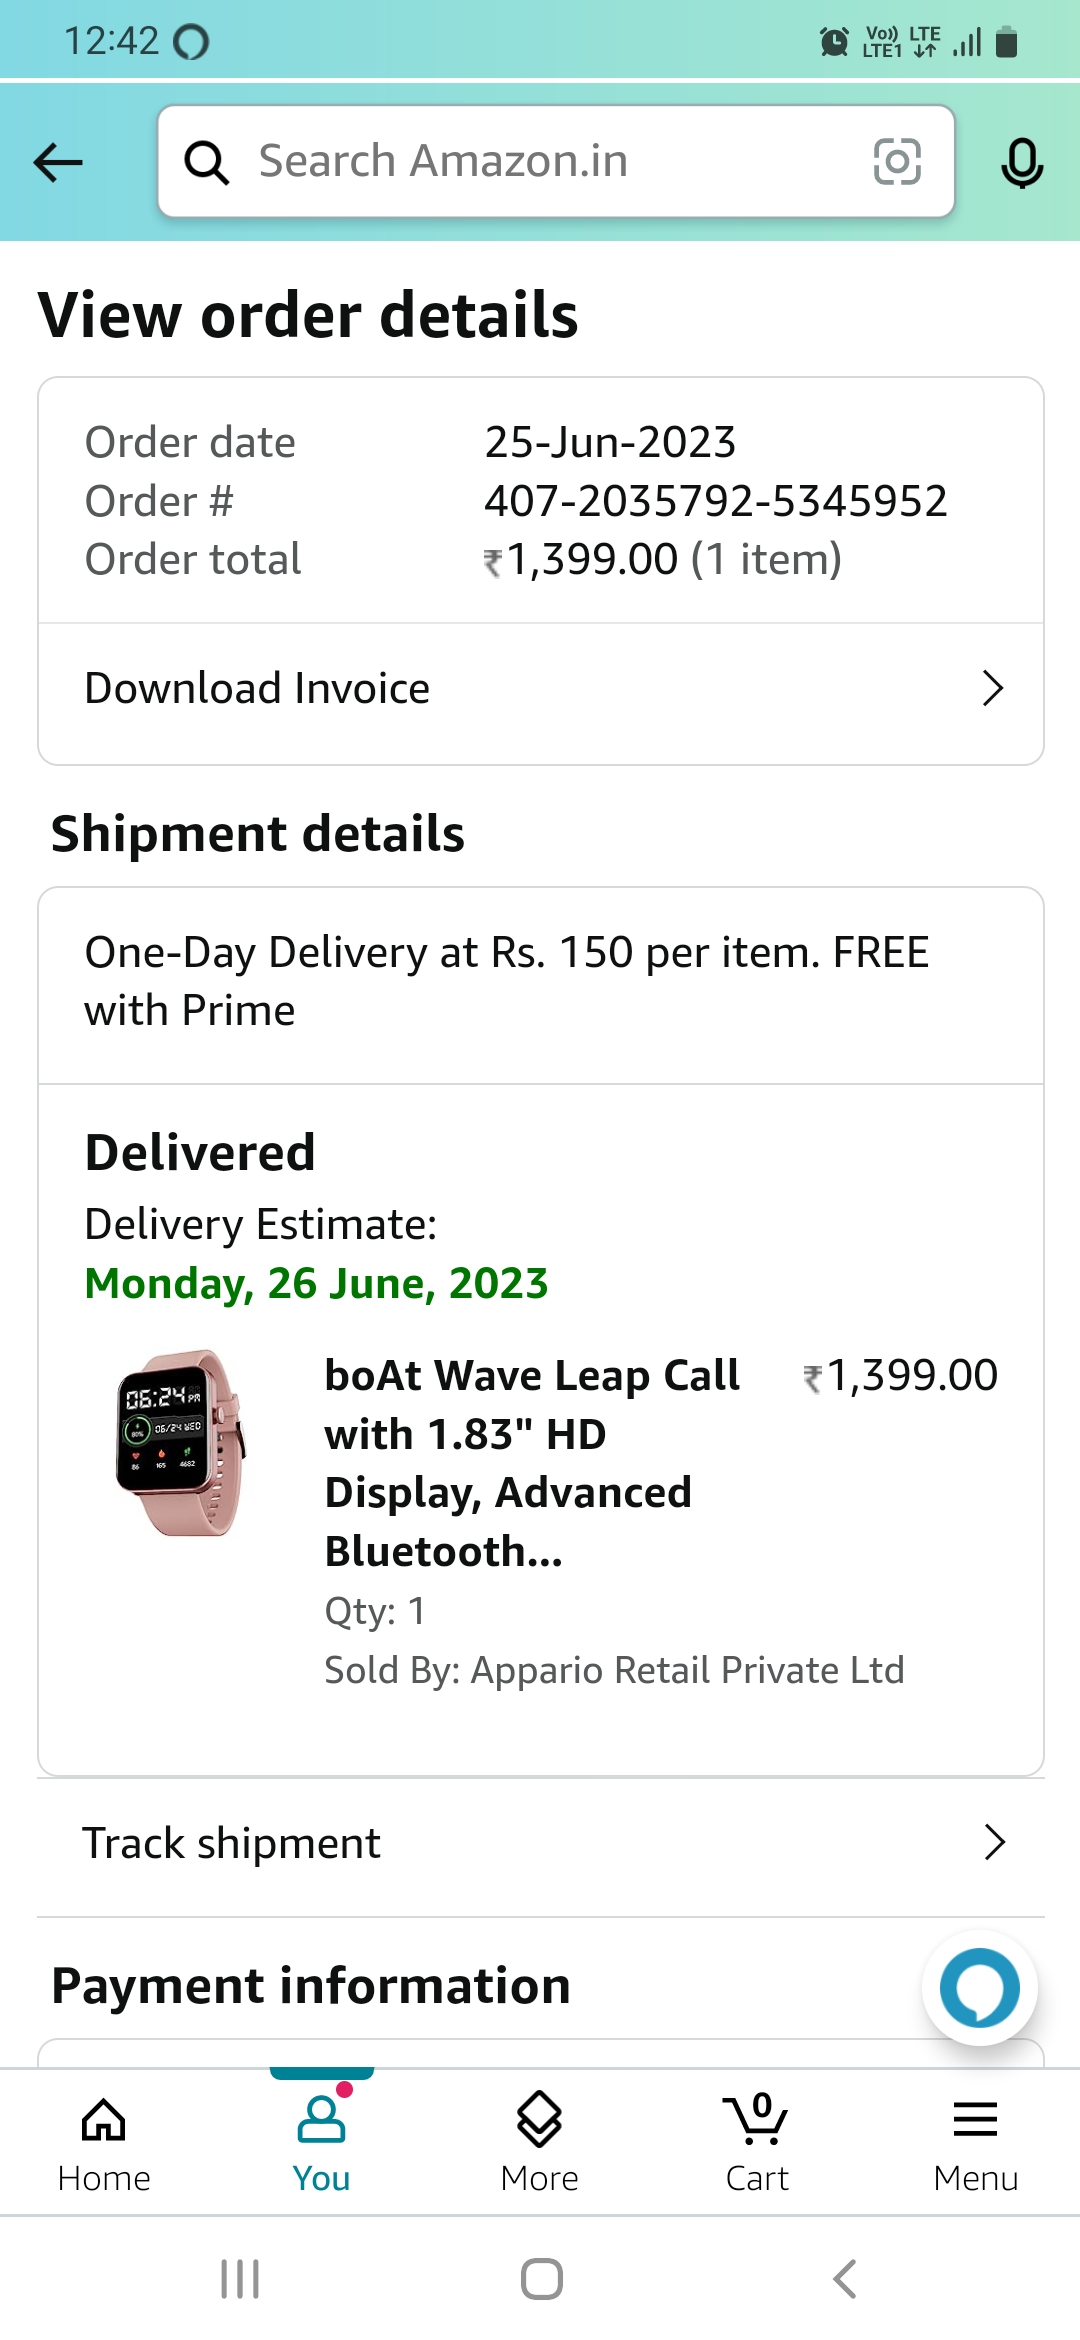 12:42
Vo)) LTE
LTE1
Search Amazon.in
View order details
Order date 25-Jun-2023
Order # 407-2035792-5345952
Order total ₹1,399.00 (1 item)
Download Invoice
Shipment details
One-Day Delivery at Rs. 150 per item. FREE
with Prime
Delivered
Delivery Estimate:
Monday, 26 June, 2023
06:24 PM
80% 06/24 WED
86 165 4682
boAt Wave Leap Call ₹1,399.00
with 1.83" HD
Display, Advanced
Bluetooth...
Qty: 1
Sold By: Appario Retail Private Ltd
Track shipment
Payment information
0
Home You More Cart Menu